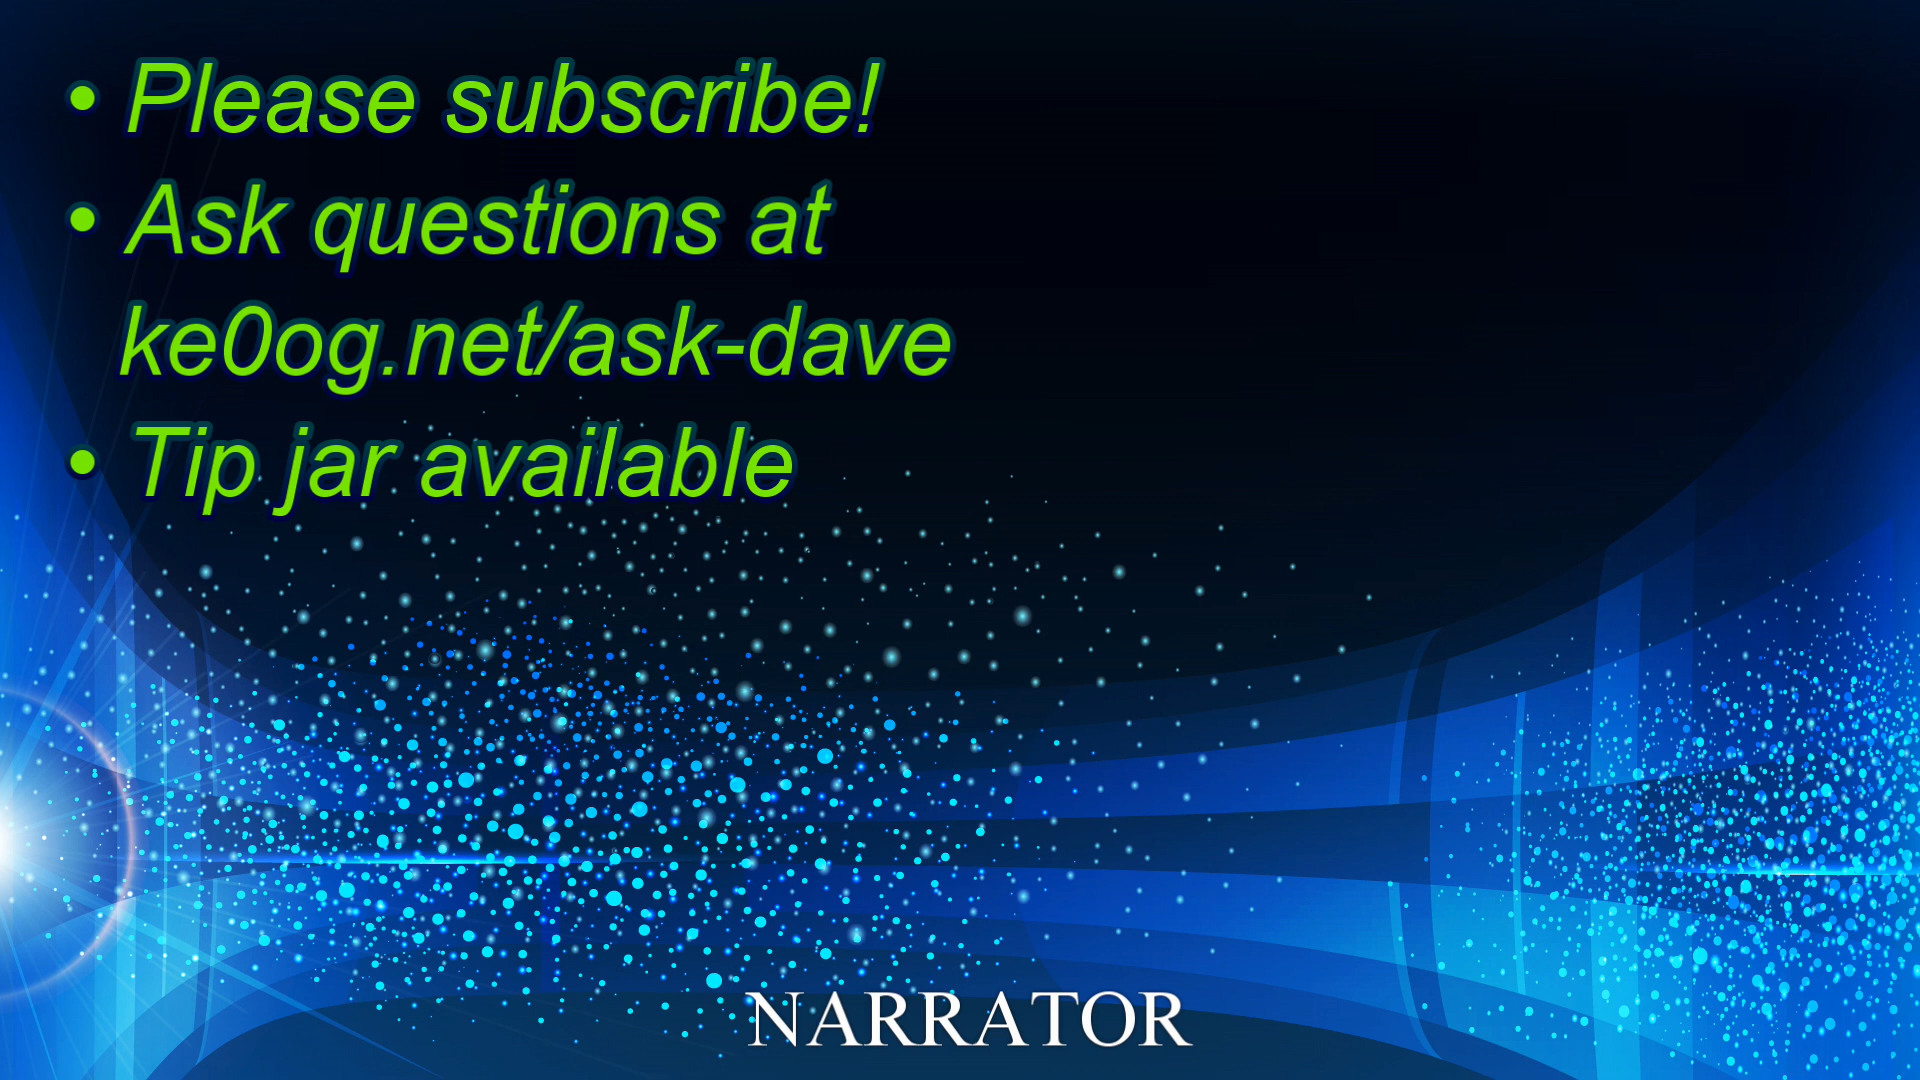 • Please subscribe!
• Ask questions at
ke0og.net/ask-dave
• Tip jar available
NARRATOR